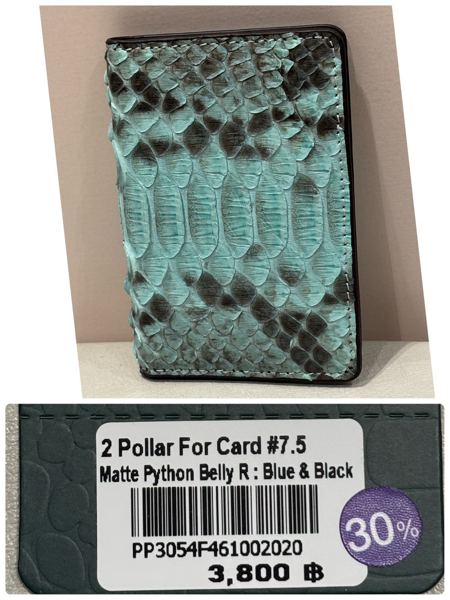 2 Pollar For Card #7.5
Matte Python Belly R : Blue & Black
PP3054F461002020
3,800 ฿
30%